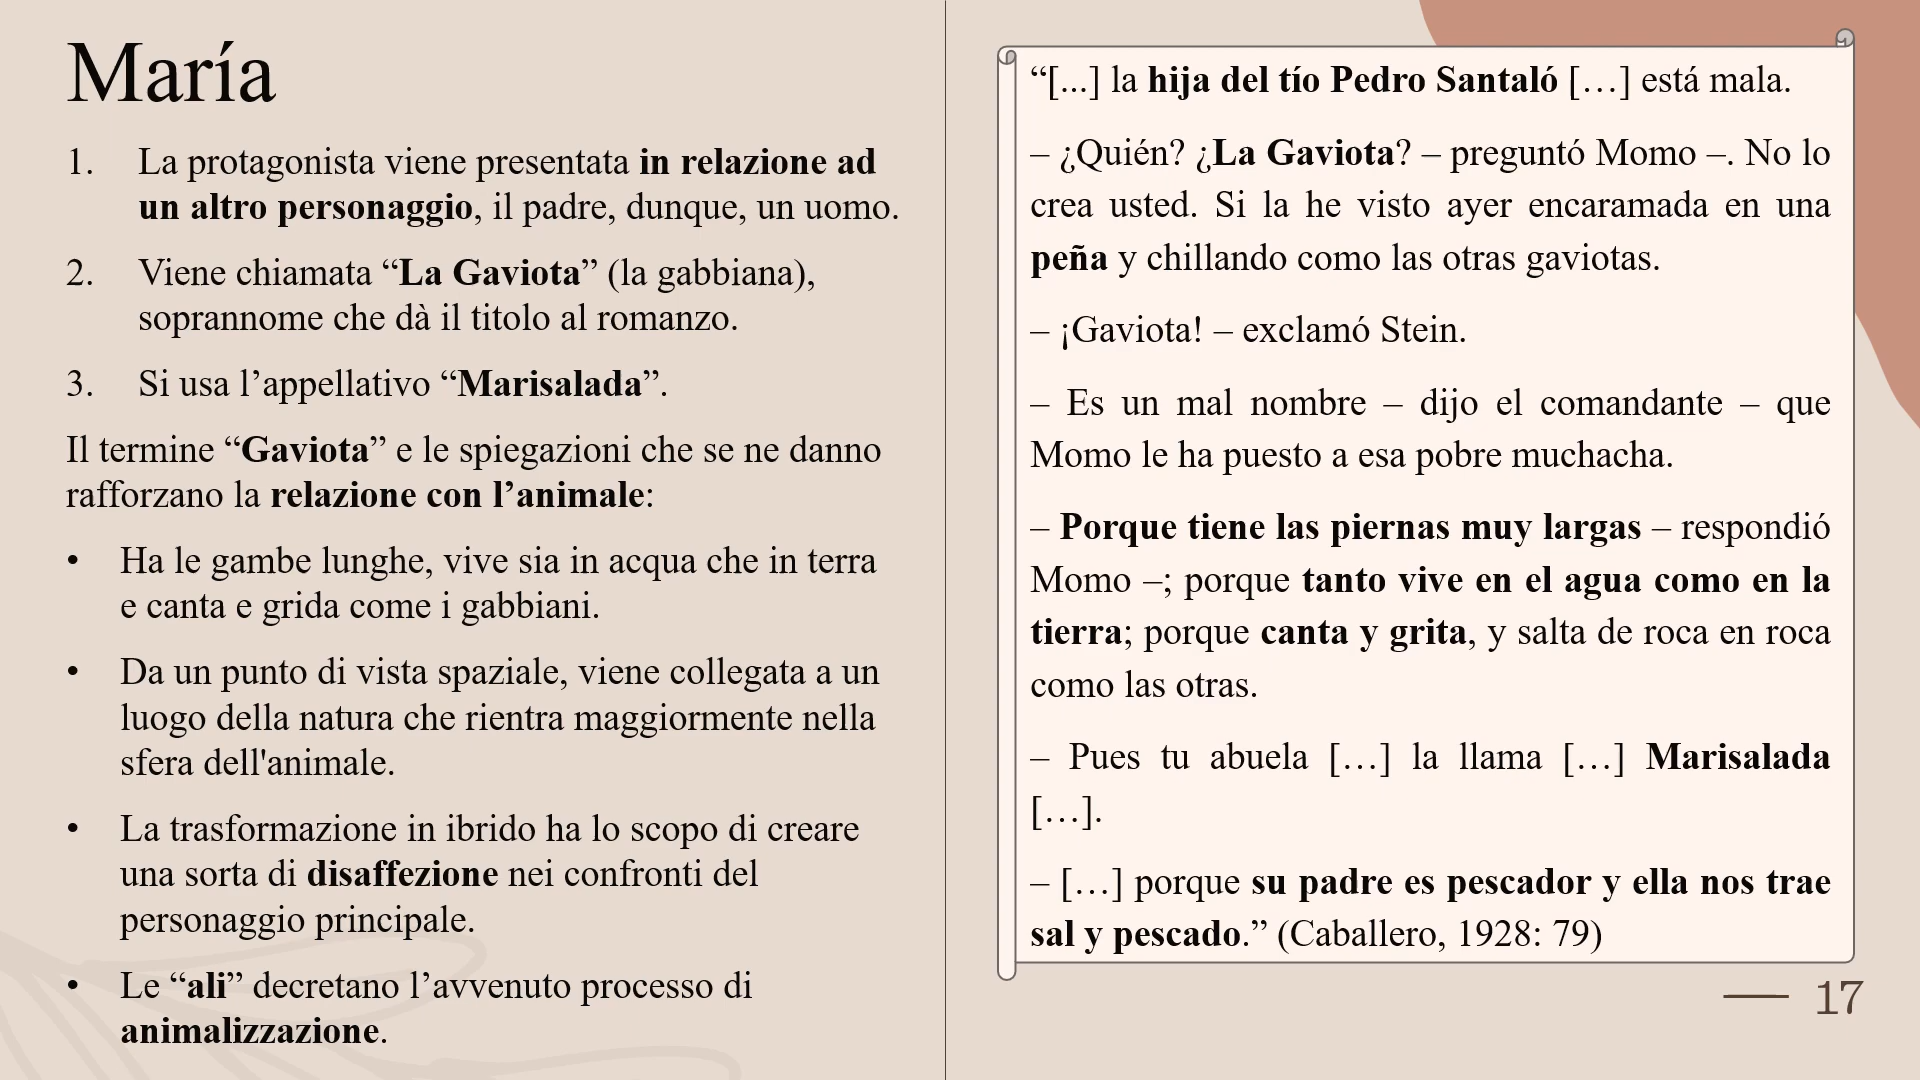 María
1. La protagonista viene presentata in relazione ad
un altro personaggio, il padre, dunque, un uomo.
2. Viene chiamata “La Gaviota” (la gabbiana),
soprannome che dà il titolo al romanzo.
3. Si usa l’appellativo “Marisalada”.
Il termine “Gaviota” e le spiegazioni che se ne danno
rafforzano la relazione con l’animale:
• Ha le gambe lunghe, vive sia in acqua che in terra
e canta e grida come i gabbiani.
• Da un punto di vista spaziale, viene collegata a un
luogo della natura che rientra maggiormente nella
sfera dell'animale.
• La trasformazione in ibrido ha lo scopo di creare
una sorta di disaffezione nei confronti del
personaggio principale.
• Le “ali” decretano l’avvenuto processo di
animalizzazione.
“[...] la hija del tío Pedro Santaló […] está mala.
– ¿Quién? ¿La Gaviota? – preguntó Momo –. No lo
crea usted. Si la he visto ayer encaramada en una
peña y chillando como las otras gaviotas.
– ¡Gaviota! – exclamó Stein.
– Es un mal nombre – dijo el comandante – que
Momo le ha puesto a esa pobre muchacha.
– Porque tiene las piernas muy largas – respondió
Momo –; porque tanto vive en el agua como en la
tierra; porque canta y grita, y salta de roca en roca
como las otras.
– Pues tu abuela […] la llama […] Marisalada
[…].
– […] porque su padre es pescador y ella nos trae
sal y pescado.” (Caballero, 1928: 79)
17